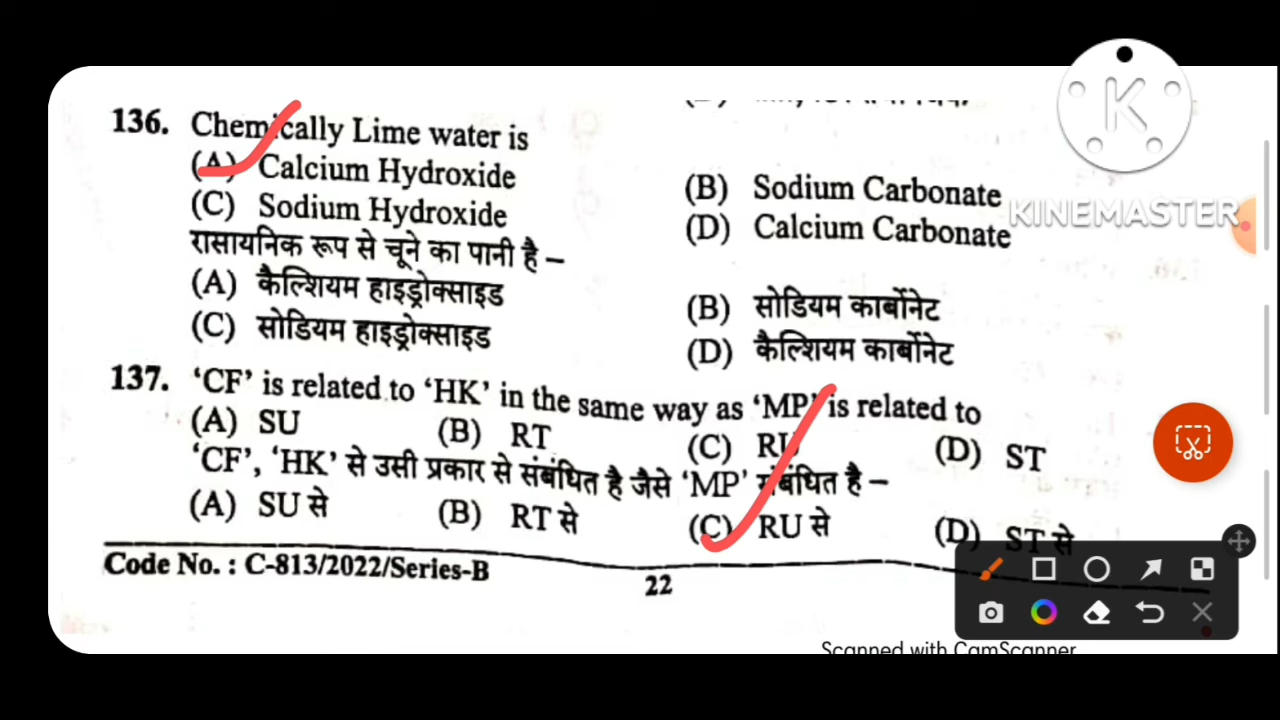 KINEMASTER
136. Chemically Lime water is
(A) Calcium Hydroxide (B) Sodium Carbonate
(C) Sodium Hydroxide (D) Calcium Carbonate
रासायनिक रूप से चूने का पानी है –
(A) कैल्शियम हाइड्रोक्साइड (B) सोडियम कार्बोनेट
(C) सोडियम हाइड्रोक्साइड (D) कैल्शियम कार्बोनेट
137. ‘CF’ is related to ‘HK’ in the same way as ‘MP’ is related to
(A) SU (B) RT (C) RU (D) ST
‘CF’, ‘HK’ से उसी प्रकार से संबंधित है जैसे ‘MP’ संबंधित है –
(A) SU से (B) RT से (C) RU से (D) ST से
Code No. : C-813/2022/Series-B
22
Scanned with CamScanner